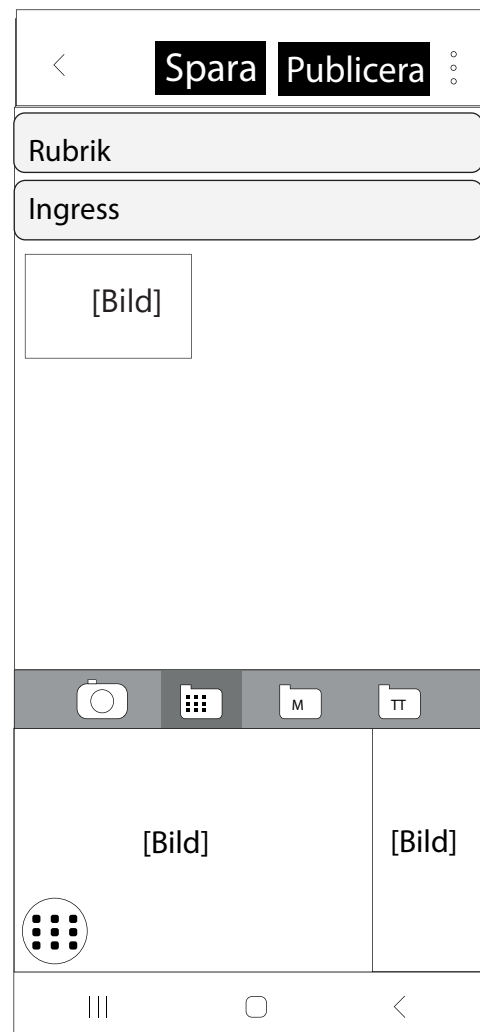 Spara Publicera
Rubrik
Ingress
[Bild]
M TT
[Bild] [Bild]